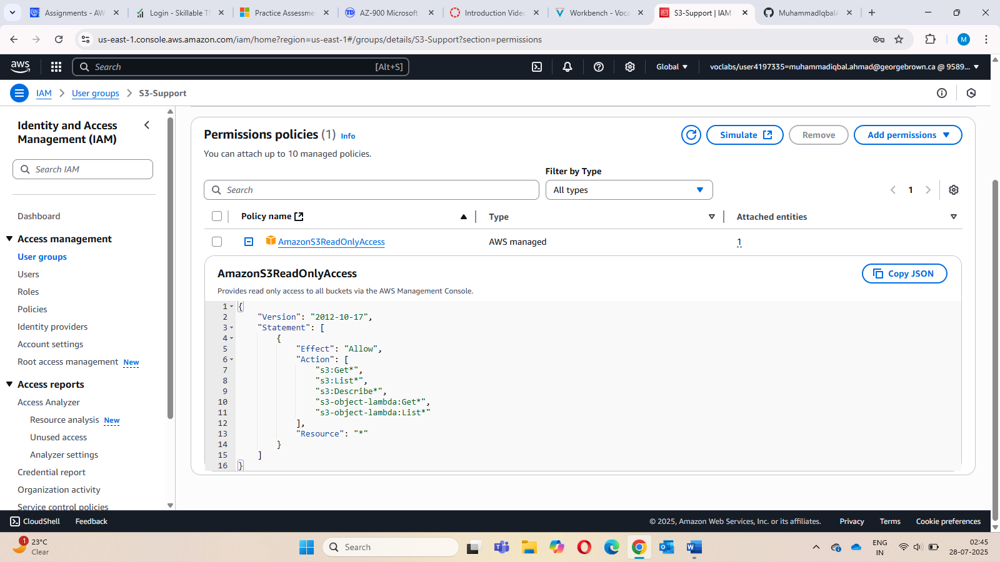 Assignments - AW
Login - Skillable Tr
Practice Assessme
AZ-900 Microsoft
Introduction Video
Workbench - Voca
S3-Support | IAM
MuhammadIqbalA
us-east-1.console.aws.amazon.com/iam/home?region=us-east-1#/groups/details/S3-Support?section=permissions
M
aws
Search [Alt+S]
Global
voclabs/user4197335=muhammadiqbal.ahmad@georgebrown.ca @ 9589...
IAM > User groups > S3-Support
Identity and Access
Management (IAM)
Search IAM
Dashboard
Access management
User groups
Users
Roles
Policies
Identity providers
Account settings
Root access management New
Access reports
Access Analyzer
Resource analysis New
Unused access
Analyzer settings
Credential report
Organization activity
Service control policies
Permissions policies (1) Info
Simulate
Remove
Add permissions
You can attach up to 10 managed policies.
Filter by Type
Search
All types
1
Policy name
Type
Attached entities
AmazonS3ReadOnlyAccess
AWS managed
1
AmazonS3ReadOnlyAccess
Copy JSON
Provides read only access to all buckets via the AWS Management Console.
1 {
2 "Version": "2012-10-17",
3 "Statement": [
4 {
5 "Effect": "Allow",
6 "Action": [
7 "s3:Get*",
8 "s3:List*",
9 "s3:Describe*",
10 "s3-object-lambda:Get*",
11 "s3-object-lambda:List*"
12 ],
13 "Resource": "*"
14 }
15 ]
16 }
CloudShell
Feedback
© 2025, Amazon Web Services, Inc. or its affiliates.
Privacy
Terms
Cookie preferences
1
23°C
Clear
Search
ENG
IN
02:45
28-07-2025